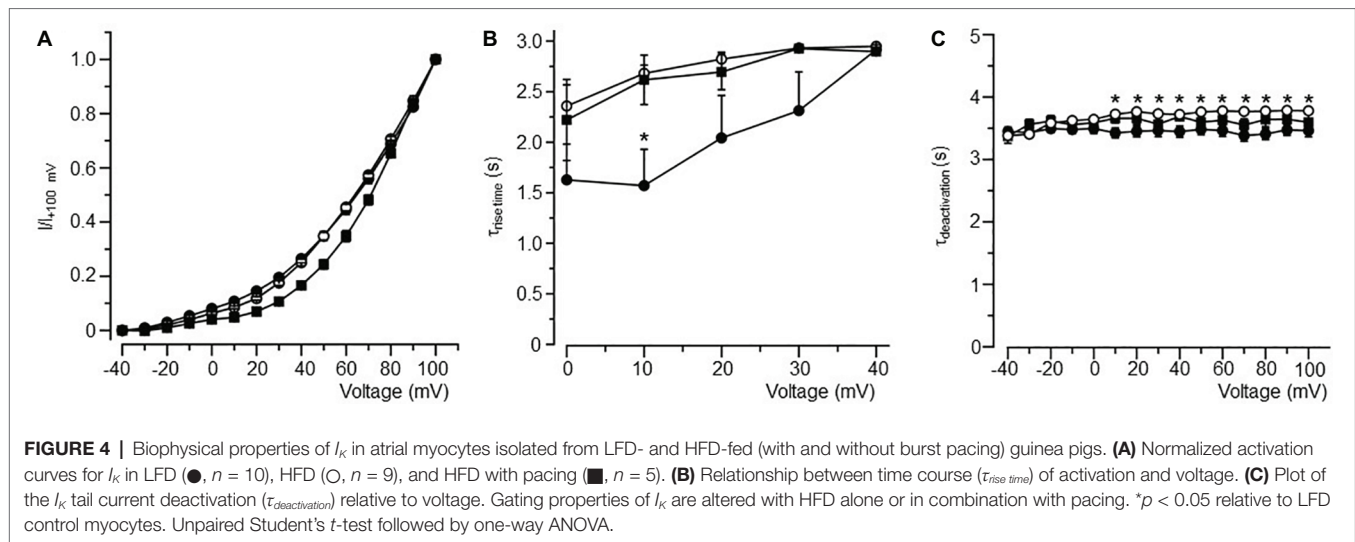 A
B
C
I/I+100 mV
1.0
0.8
0.6
0.4
0.2
0
-40 -20 0 20 40 60 80 100
Voltage (mV)
τrise time (s)
3.0
2.5
2.0
1.5
1.0
0.5
0
*
0 10 20 30 40
Voltage (mV)
τdeactivation (s)
5
4
3
2
1
0
* * * * * * * * * *
-40 -20 0 20 40 60 80 100
Voltage (mV)
FIGURE 4 | Biophysical properties of IK in atrial myocytes isolated from LFD- and HFD-fed (with and without burst pacing) guinea pigs. (A) Normalized activation
curves for IK in LFD (●, n = 10), HFD (○, n = 9), and HFD with pacing (■, n = 5). (B) Relationship between time course (τrise time) of activation and voltage. (C) Plot of
the IK tail current deactivation (τdeactivation) relative to voltage. Gating properties of IK are altered with HFD alone or in combination with pacing. *p < 0.05 relative to LFD
control myocytes. Unpaired Student's t-test followed by one-way ANOVA.